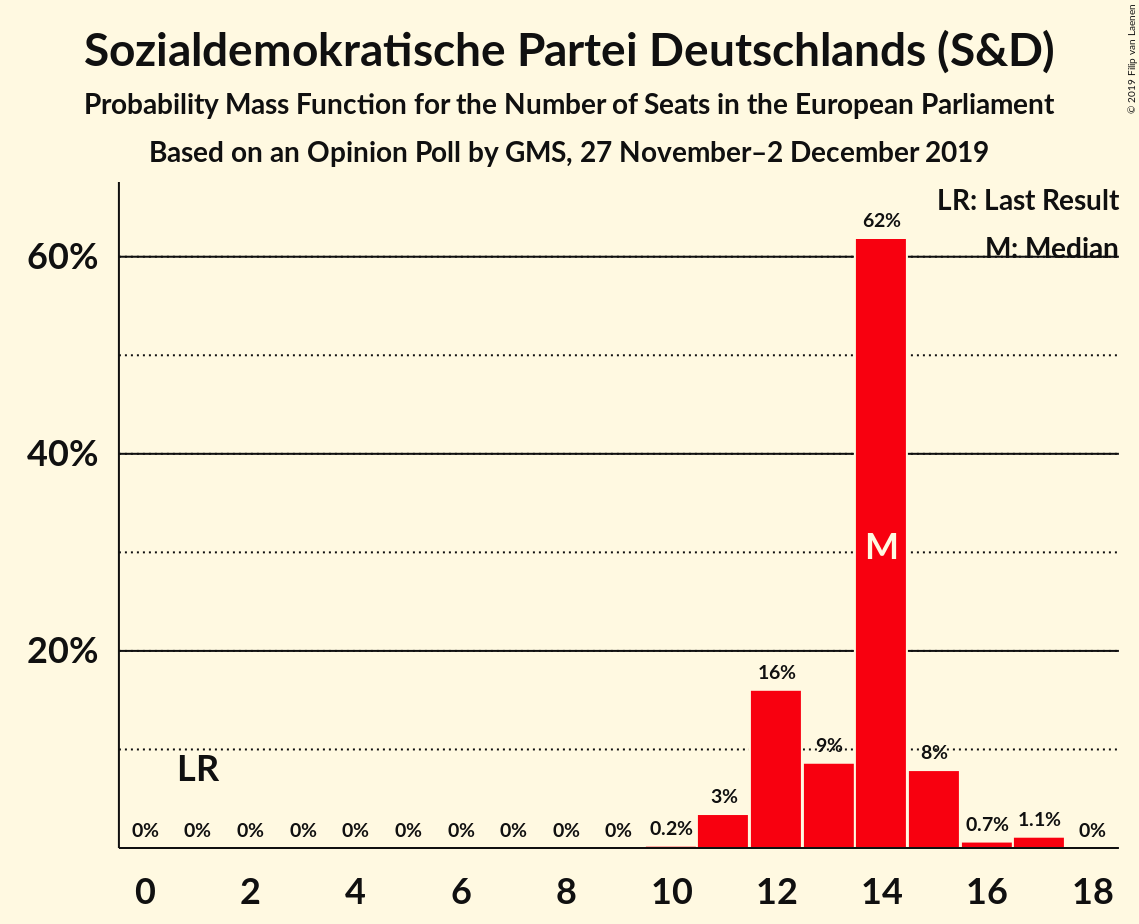 Sozialdemokratische Partei Deutschlands (S&D)
Probability Mass Function for the Number of Seats in the European Parliament
Based on an Opinion Poll by GMS, 27 November–2 December 2019
© 2019 Filip van Laenen
LR: Last Result
M: Median
60%
40%
20%
62%
M
16%
9%
8%
LR
3%
0% 0% 0% 0% 0% 0% 0% 0% 0% 0% 0.2% 0.7% 1.1% 0%
0 2 4 6 8 10 12 14 16 18